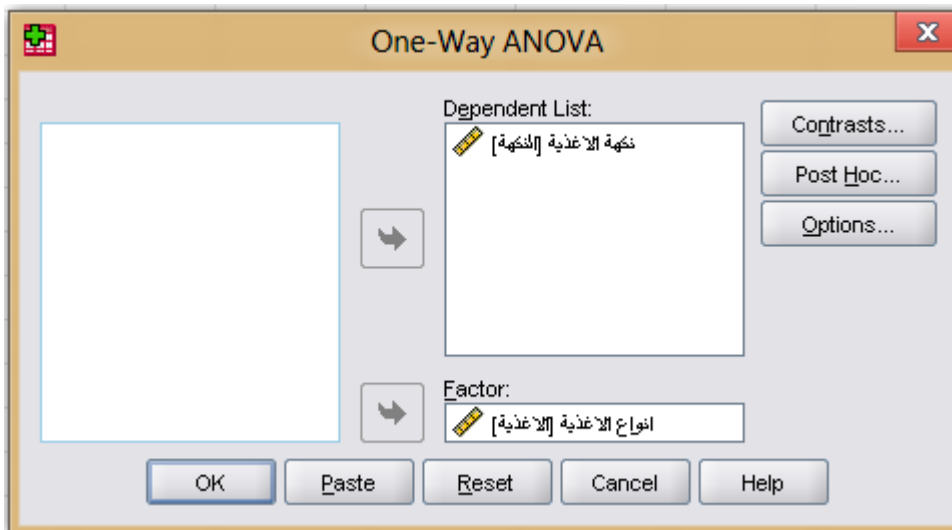 One-Way ANOVA
x
Dependent List:
نكهة الاغذية [النكهة]
Contrasts...
Post Hoc...
Options...
Factor:
انواع الاغذية [الاغذية]
OK
Paste
Reset
Cancel
Help